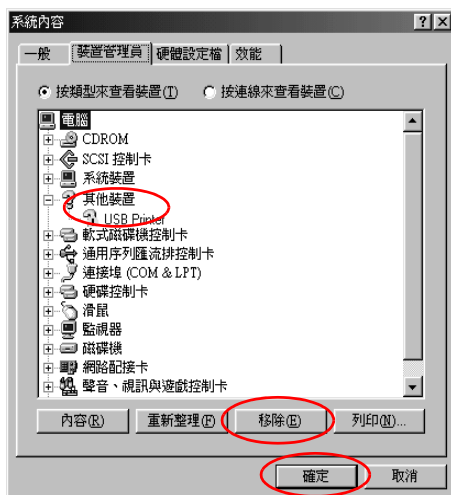 系統內容
一般 裝置管理員 硬體設定檔 效能
按類型來查看裝置(T) 按連線來查看裝置(C)
電腦
CDROM
SCSI 控制卡
系統裝置
其他裝置
USB Printer
軟式磁碟機控制卡
通用序列匯流排控制卡
連接埠 (COM & LPT)
硬碟控制卡
滑鼠
監視器
磁碟機
網路配接卡
聲音、視訊與遊戲控制卡
內容(R) 重新整理(F) 移除(E) 列印(N)...
確定 取消